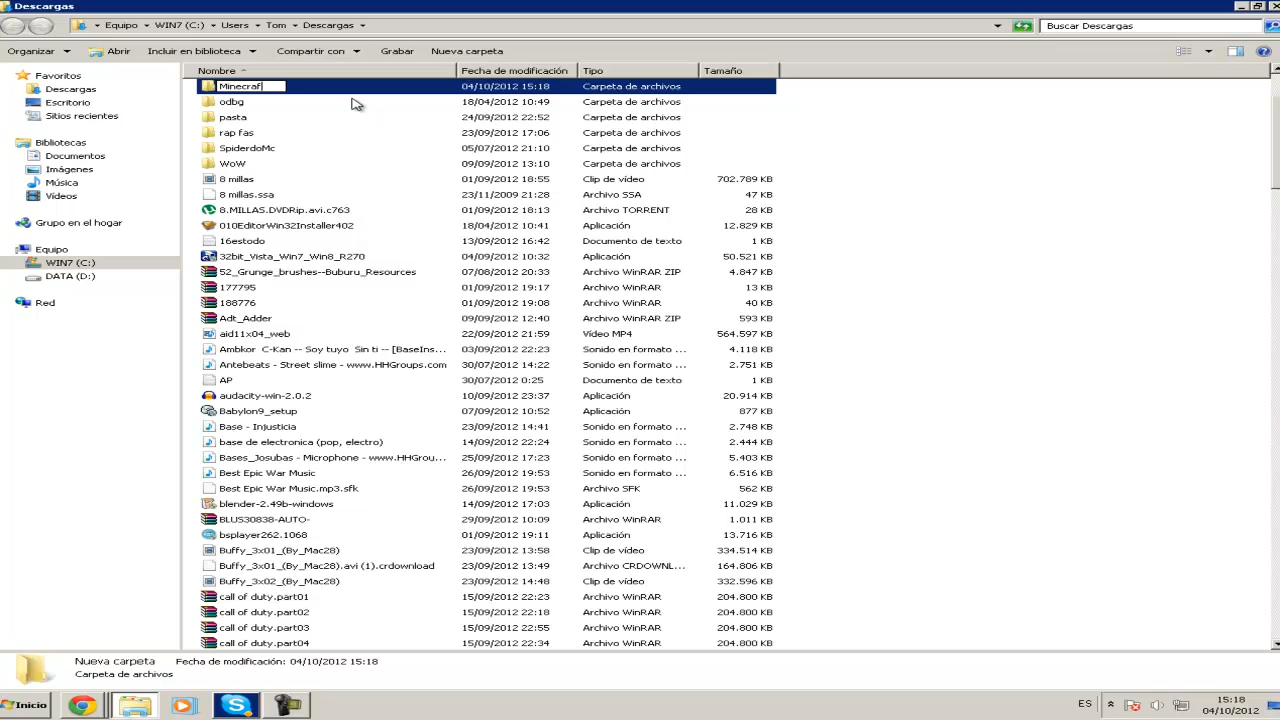 Descargas
Equipo WIN7 (C:) Users Tom Descargas
Buscar Descargas
Organizar Abrir Incluir en biblioteca Compartir con Grabar Nueva carpeta
Nombre Fecha de modificación Tipo Tamaño
Favoritos
Descargas
Escritorio
Sitios recientes
Bibliotecas
Documentos
Imágenes
Música
Vídeos
Grupo en el hogar
Equipo
WIN7 (C:)
DATA (D:)
Red
Minecraf 04/10/2012 15:18 Carpeta de archivos
odbg 18/04/2012 10:49 Carpeta de archivos
pasta 24/09/2012 22:52 Carpeta de archivos
rap fas 23/09/2012 17:06 Carpeta de archivos
SpiderdoMc 05/07/2012 21:10 Carpeta de archivos
WoW 09/09/2012 13:10 Carpeta de archivos
8 millas 01/09/2012 18:55 Clip de vídeo 702.789 KB
8 millas.ssa 23/11/2009 21:28 Archivo SSA 47 KB
8.MILLAS.DVDRip.avi.c763 01/09/2012 18:13 Archivo TORRENT 28 KB
010EditorWin32Installer402 18/04/2012 10:41 Aplicación 12.829 KB
16estodo 13/09/2012 16:42 Documento de texto 1 KB
32bit_Vista_Win7_Win8_R270 04/09/2012 10:32 Aplicación 50.521 KB
52_Grunge_brushes--Buburu_Resources 07/08/2012 20:33 Archivo WinRAR ZIP 4.847 KB
177795 01/09/2012 19:17 Archivo WinRAR 13 KB
188776 01/09/2012 19:08 Archivo WinRAR 40 KB
Adt_Adder 09/09/2012 12:40 Archivo WinRAR ZIP 593 KB
aid11x04_web 22/09/2012 21:59 Vídeo MP4 564.597 KB
Ambkor C-Kan -- Soy tuyo Sin ti -- [BaseIns... 03/09/2012 22:23 Sonido en formato ... 4.118 KB
Antebeats - Street slime - www.HHGroups.com 30/07/2012 14:22 Sonido en formato ... 2.751 KB
AP 30/07/2012 0:25 Documento de texto 1 KB
audacity-win-2.0.2 10/09/2012 23:37 Aplicación 20.914 KB
Babylon9_setup 07/09/2012 10:52 Aplicación 877 KB
Base - Injusticia 23/09/2012 14:41 Sonido en formato ... 2.748 KB
base de electronica (pop, electro) 14/09/2012 22:24 Sonido en formato ... 2.444 KB
Bases_Josubas - Microphone - www.HHGrou... 25/09/2012 17:23 Sonido en formato ... 5.403 KB
Best Epic War Music 26/09/2012 19:53 Sonido en formato ... 6.516 KB
Best Epic War Music.mp3.sfk 26/09/2012 19:53 Archivo SFK 562 KB
blender-2.49b-windows 14/09/2012 17:03 Aplicación 11.029 KB
BLUS30838-AUTO- 29/09/2012 10:09 Archivo WinRAR 1.011 KB
bsplayer262.1068 01/09/2012 19:11 Aplicación 13.716 KB
Buffy_3x01_(By_Mac28) 23/09/2012 13:58 Clip de vídeo 334.514 KB
Buffy_3x01_(By_Mac28).avi (1).crdownload 23/09/2012 13:49 Archivo CRDOWNL... 164.806 KB
Buffy_3x02_(By_Mac28) 23/09/2012 14:48 Clip de vídeo 332.596 KB
call of duty.part01 15/09/2012 22:23 Archivo WinRAR 204.800 KB
call of duty.part02 15/09/2012 22:18 Archivo WinRAR 204.800 KB
call of duty.part03 15/09/2012 22:55 Archivo WinRAR 204.800 KB
call of duty.part04 15/09/2012 22:34 Archivo WinRAR 204.800 KB
Nueva carpeta Fecha de modificación: 04/10/2012 15:18
Carpeta de archivos
Inicio
ES
15:18
04/10/2012